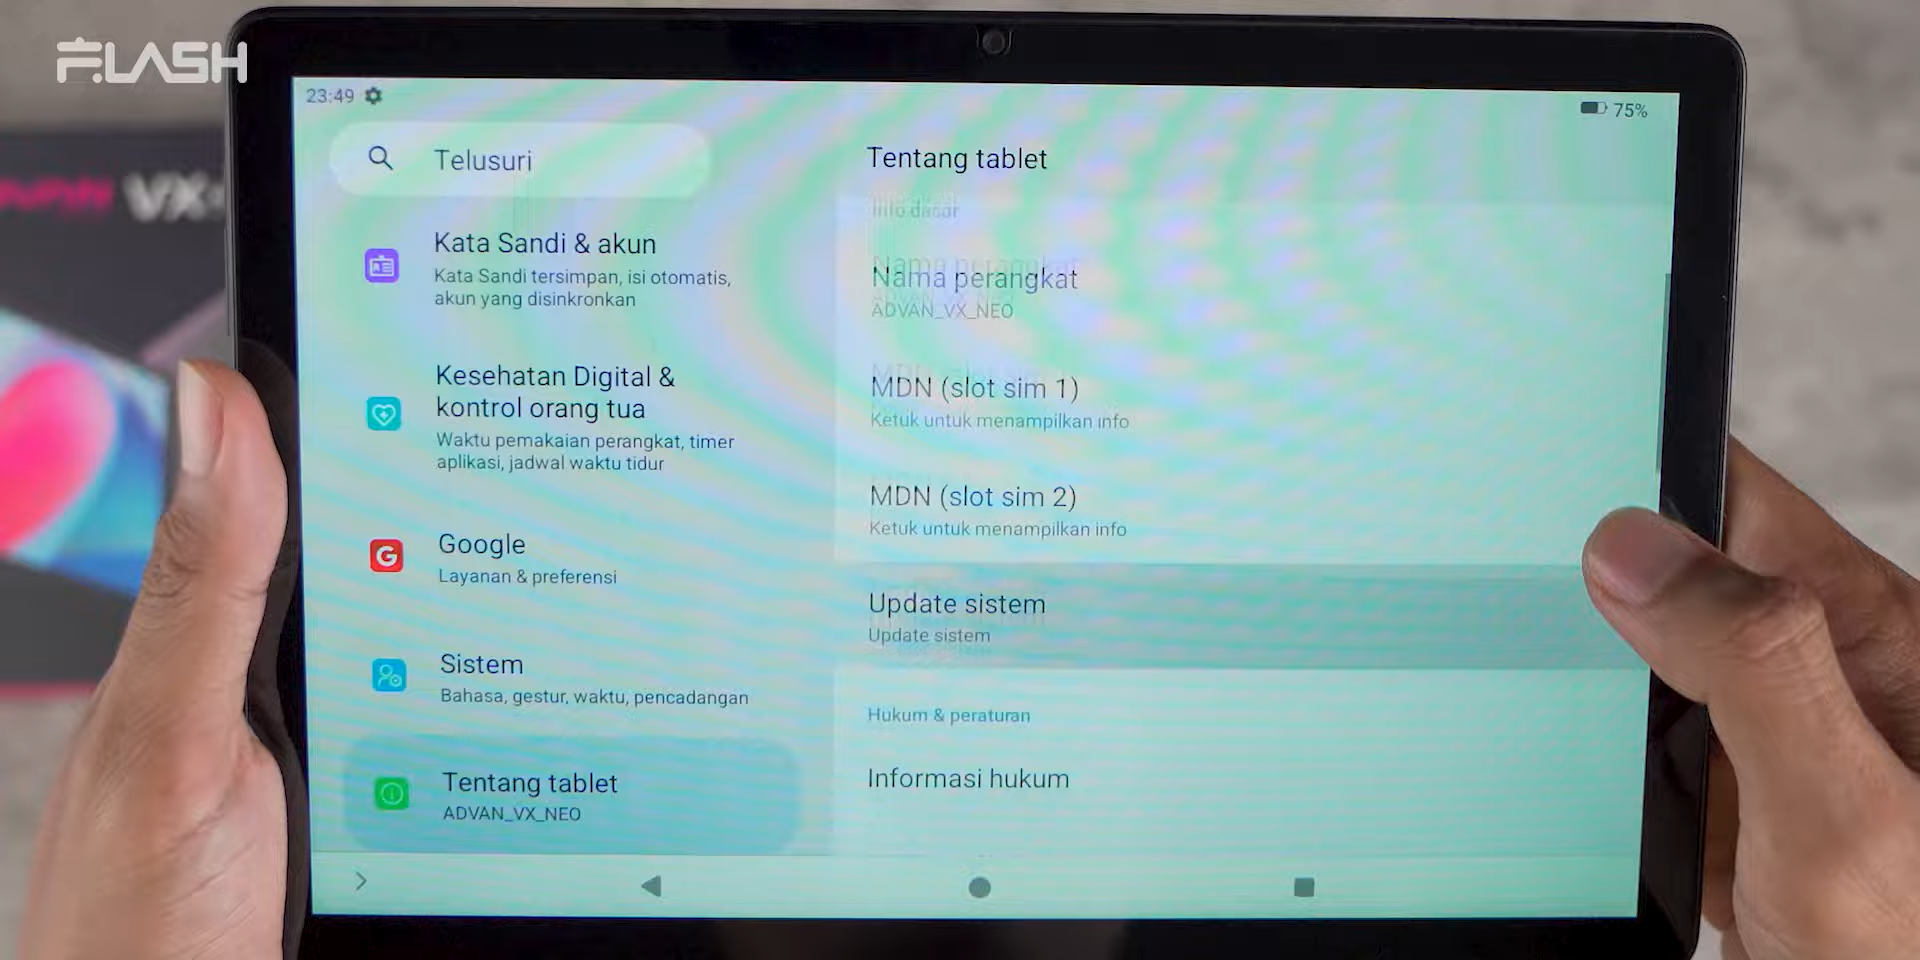 FLASH
VX
23:49
75%
Telusuri
Kata Sandi & akun
Kata Sandi tersimpan, isi otomatis,
akun yang disinkronkan
Kesehatan Digital &
kontrol orang tua
Waktu pemakaian perangkat, timer
aplikasi, jadwal waktu tidur
Google
Layanan & preferensi
Sistem
Bahasa, gestur, waktu, pencadangan
Tentang tablet
ADVAN_VX_NEO
Tentang tablet
Info dasar
Nama perangkat
ADVAN_VX_NEO
MDN (slot sim 1)
Ketuk untuk menampilkan info
MDN (slot sim 2)
Ketuk untuk menampilkan info
Update sistem
Update sistem
Hukum & peraturan
Informasi hukum